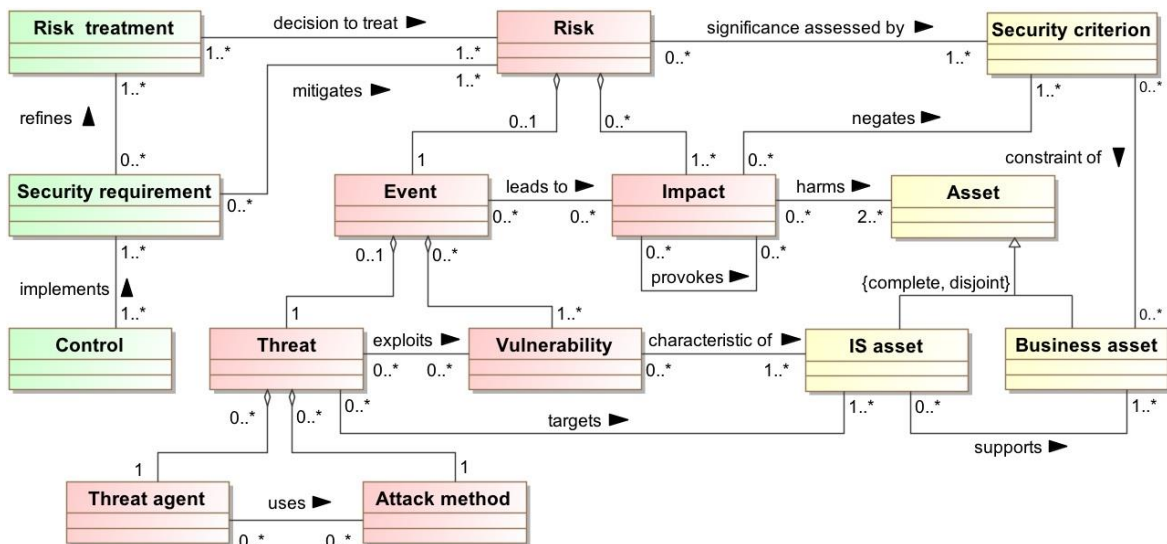 Risk treatment
decision to treat
1..*
1..*
Risk
significance assessed by
0..*
1..*
Security criterion
1..*
refines
0..*
mitigates
1..*
0..1
0..*
1..*
0..*
negates
constraint of
Security requirement
0..*
1
Event
leads to
0..*
0..*
1..*
0..*
Impact
harms
0..*
2..*
Asset
1..*
implements
1..*
0..1
0..*
0..*
0..*
provokes
{complete, disjoint}
Control
1
Threat
exploits
0..*
0..*
1..*
Vulnerability
characteristic of
0..*
1..*
IS asset
0..*
Business asset
0..*
0..*
0..*
targets
1..*
0..*
1..*
supports
1
1
Threat agent
uses
0..*
0..*
Attack method